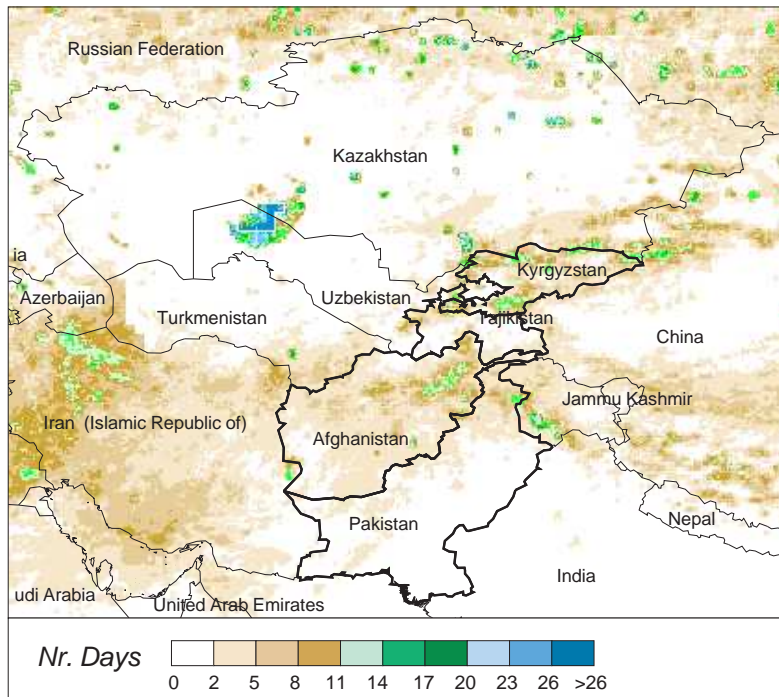 Russian Federation
Kazakhstan
ia
Kyrgyzstan
Azerbaijan
Uzbekistan
Turkmenistan
Tajikistan
China
Jammu Kashmir
Iran (Islamic Republic of)
Afghanistan
Pakistan
Nepal
India
udi Arabia
United Arab Emirates
Nr. Days
0 2 5 8 11 14 17 20 23 26 >26